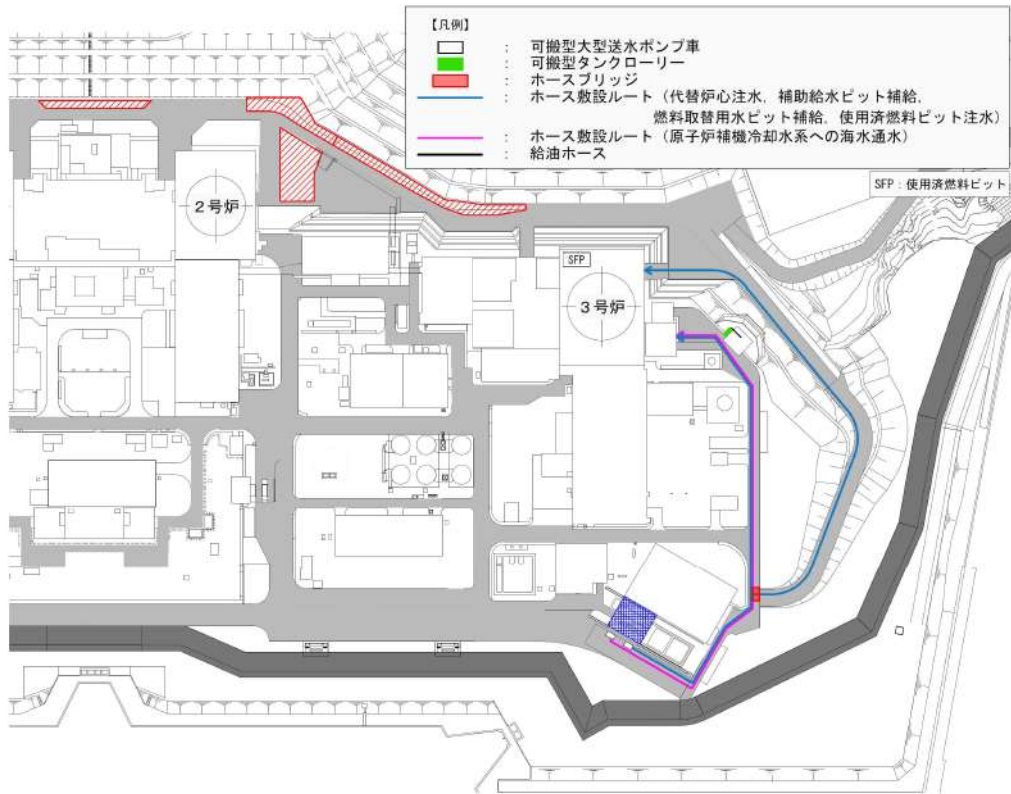 【凡例】
： 可搬型大型送水ポンプ車
： 可搬型タンクローリー
： ホースブリッジ
： ホース敷設ルート（代替炉心注水，補助給水ピット補給，
燃料取替用水ピット補給，使用済燃料ピット注水）
： ホース敷設ルート（原子炉補機冷却水系への海水通水）
： 給油ホース
SFP：使用済燃料ピット
2号炉
SFP
3号炉